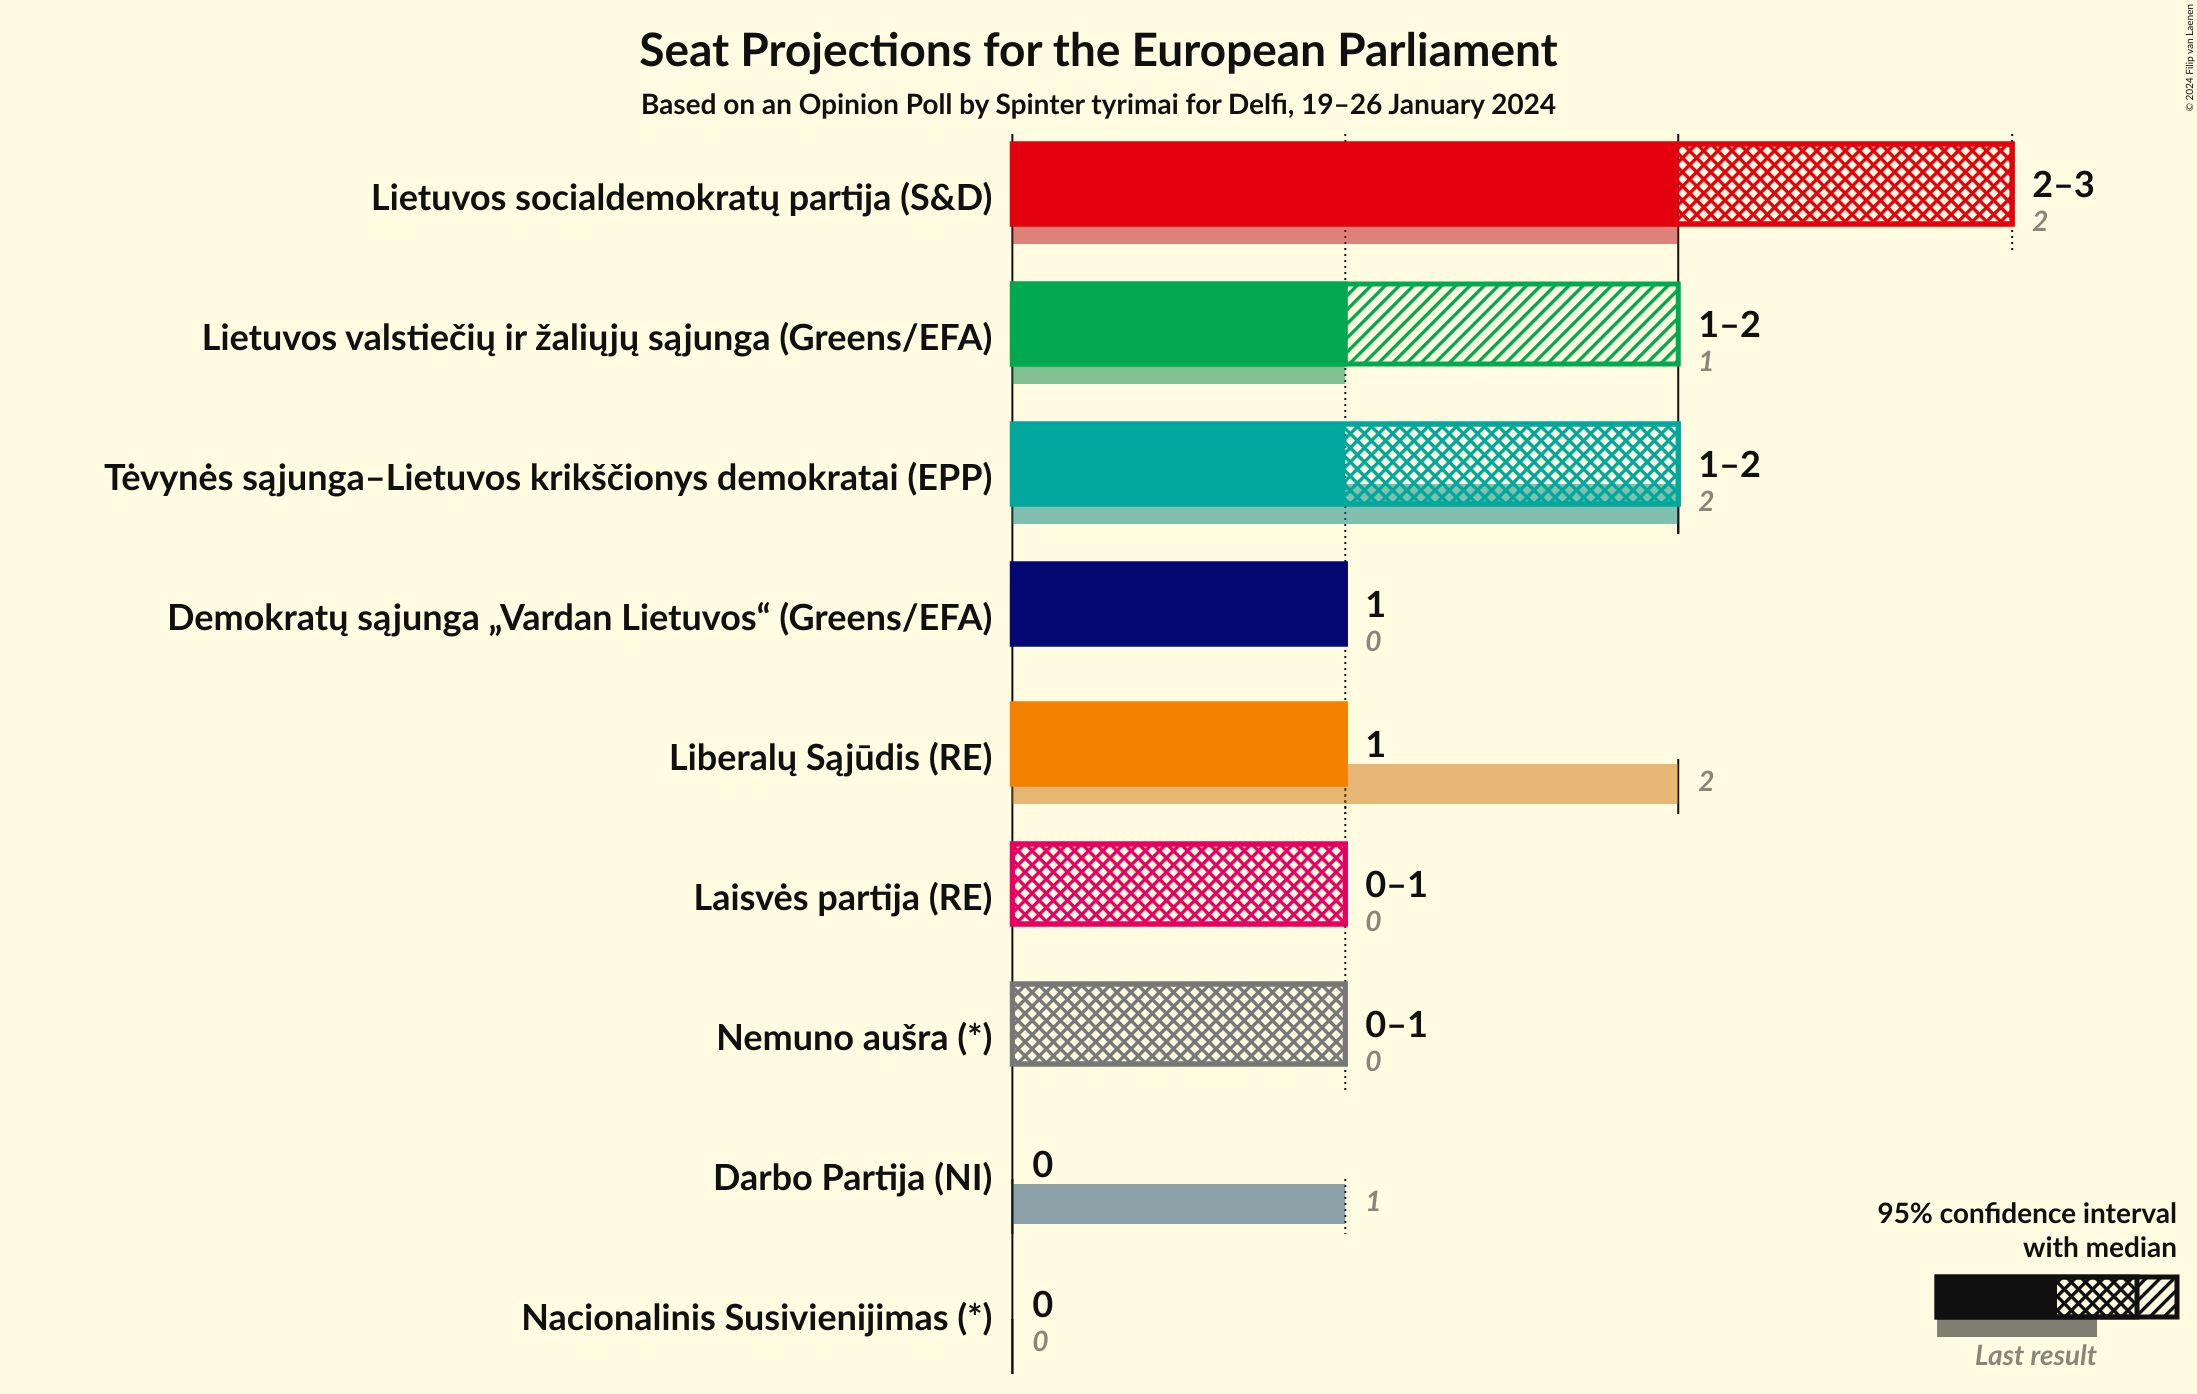 Seat Projections for the European Parliament
Based on an Opinion Poll by Spinter tyrimai for Delfi, 19–26 January 2024
© 2024 Filip van Laenen
Lietuvos socialdemokratų partija (S&D)
2–3
2
Lietuvos valstiečių ir žaliųjų sąjunga (Greens/EFA)
1–2
1
Tėvynės sąjunga–Lietuvos krikščionys demokratai (EPP)
1–2
2
Demokratų sąjunga „Vardan Lietuvos“ (Greens/EFA)
1
0
Liberalų Sąjūdis (RE)
1
2
Laisvės partija (RE)
0–1
0
Nemuno aušra (*)
0–1
0
Darbo Partija (NI)
0
1
Nacionalinis Susivienijimas (*)
0
0
95% confidence interval
with median
Last result